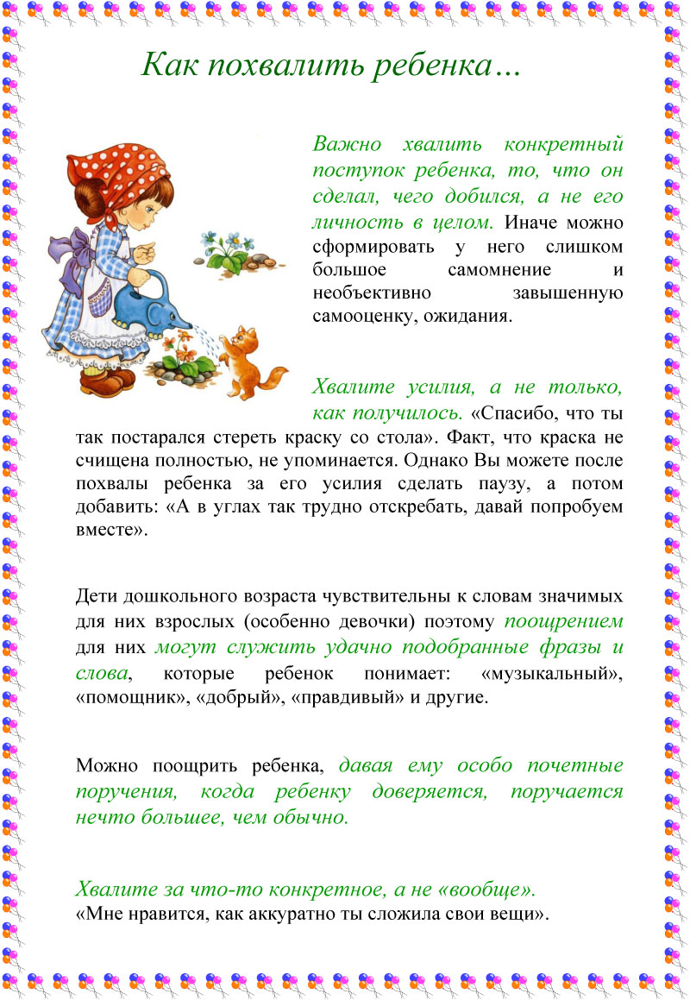 Как похвалить ребенка…
Важно хвалить конкретный
поступок ребенка, то, что он
сделал, чего добился, а не его
личность в целом. Иначе можно
сформировать у него слишком
большое самомнение и
необъективно завышенную
самооценку, ожидания.
Хвалите усилия, а не только,
как получилось. «Спасибо, что ты
так постарался стереть краску со стола». Факт, что краска не
счищена полностью, не упоминается. Однако Вы можете после
похвалы ребенка за его усилия сделать паузу, а потом
добавить: «А в углах так трудно отскребать, давай попробуем
вместе».
Дети дошкольного возраста чувствительны к словам значимых
для них взрослых (особенно девочки) поэтому поощрением
для них могут служить удачно подобранные фразы и
слова, которые ребенок понимает: «музыкальный»,
«помощник», «добрый», «правдивый» и другие.
Можно поощрить ребенка, давая ему особо почетные
поручения, когда ребенку доверяется, поручается
нечто большее, чем обычно.
Хвалите за что-то конкретное, а не «вообще».
«Мне нравится, как аккуратно ты сложила свои вещи».